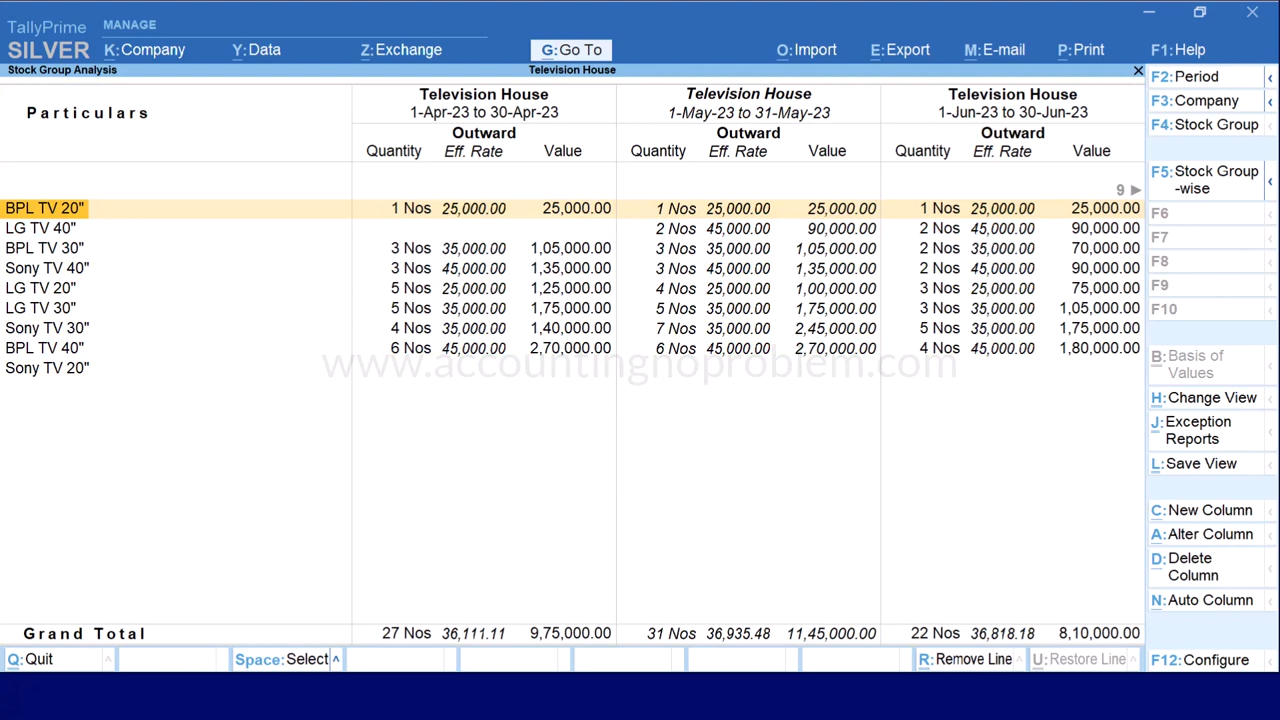 TallyPrime MANAGE
SILVER K:Company Y:Data Z:Exchange G:Go To O:Import E:Export M:E-mail P:Print F1:Help
Stock Group Analysis Television House
Particulars
Television House Television House Television House
1-Apr-23 to 30-Apr-23 1-May-23 to 31-May-23 1-Jun-23 to 30-Jun-23
Outward Outward Outward
Quantity Eff. Rate Value Quantity Eff. Rate Value Quantity Eff. Rate Value
9
BPL TV 20" 1 Nos 25,000.00 25,000.00 1 Nos 25,000.00 25,000.00 1 Nos 25,000.00 25,000.00
LG TV 40" 2 Nos 45,000.00 90,000.00 2 Nos 45,000.00 90,000.00
BPL TV 30" 3 Nos 35,000.00 1,05,000.00 3 Nos 35,000.00 1,05,000.00 2 Nos 35,000.00 70,000.00
Sony TV 40" 3 Nos 45,000.00 1,35,000.00 3 Nos 45,000.00 1,35,000.00 2 Nos 45,000.00 90,000.00
LG TV 20" 5 Nos 25,000.00 1,25,000.00 4 Nos 25,000.00 1,00,000.00 3 Nos 25,000.00 75,000.00
LG TV 30" 5 Nos 35,000.00 1,75,000.00 5 Nos 35,000.00 1,75,000.00 3 Nos 35,000.00 1,05,000.00
Sony TV 30" 4 Nos 35,000.00 1,40,000.00 7 Nos 35,000.00 2,45,000.00 5 Nos 35,000.00 1,75,000.00
BPL TV 40" 6 Nos 45,000.00 2,70,000.00 6 Nos 45,000.00 2,70,000.00 4 Nos 45,000.00 1,80,000.00
Sony TV 20"
www.accountingnoproblem.com
Grand Total 27 Nos 36,111.11 9,75,000.00 31 Nos 36,935.48 11,45,000.00 22 Nos 36,818.18 8,10,000.00
Q:Quit Space:Select R:Remove Line U:Restore Line
F2:Period
F3:Company
F4:Stock Group
F5:Stock Group
-wise
F6
F7
F8
F9
F10
B:Basis of
Values
H:Change View
J:Exception
Reports
L:Save View
C:New Column
A:Alter Column
D:Delete
Column
N:Auto Column
F12:Configure